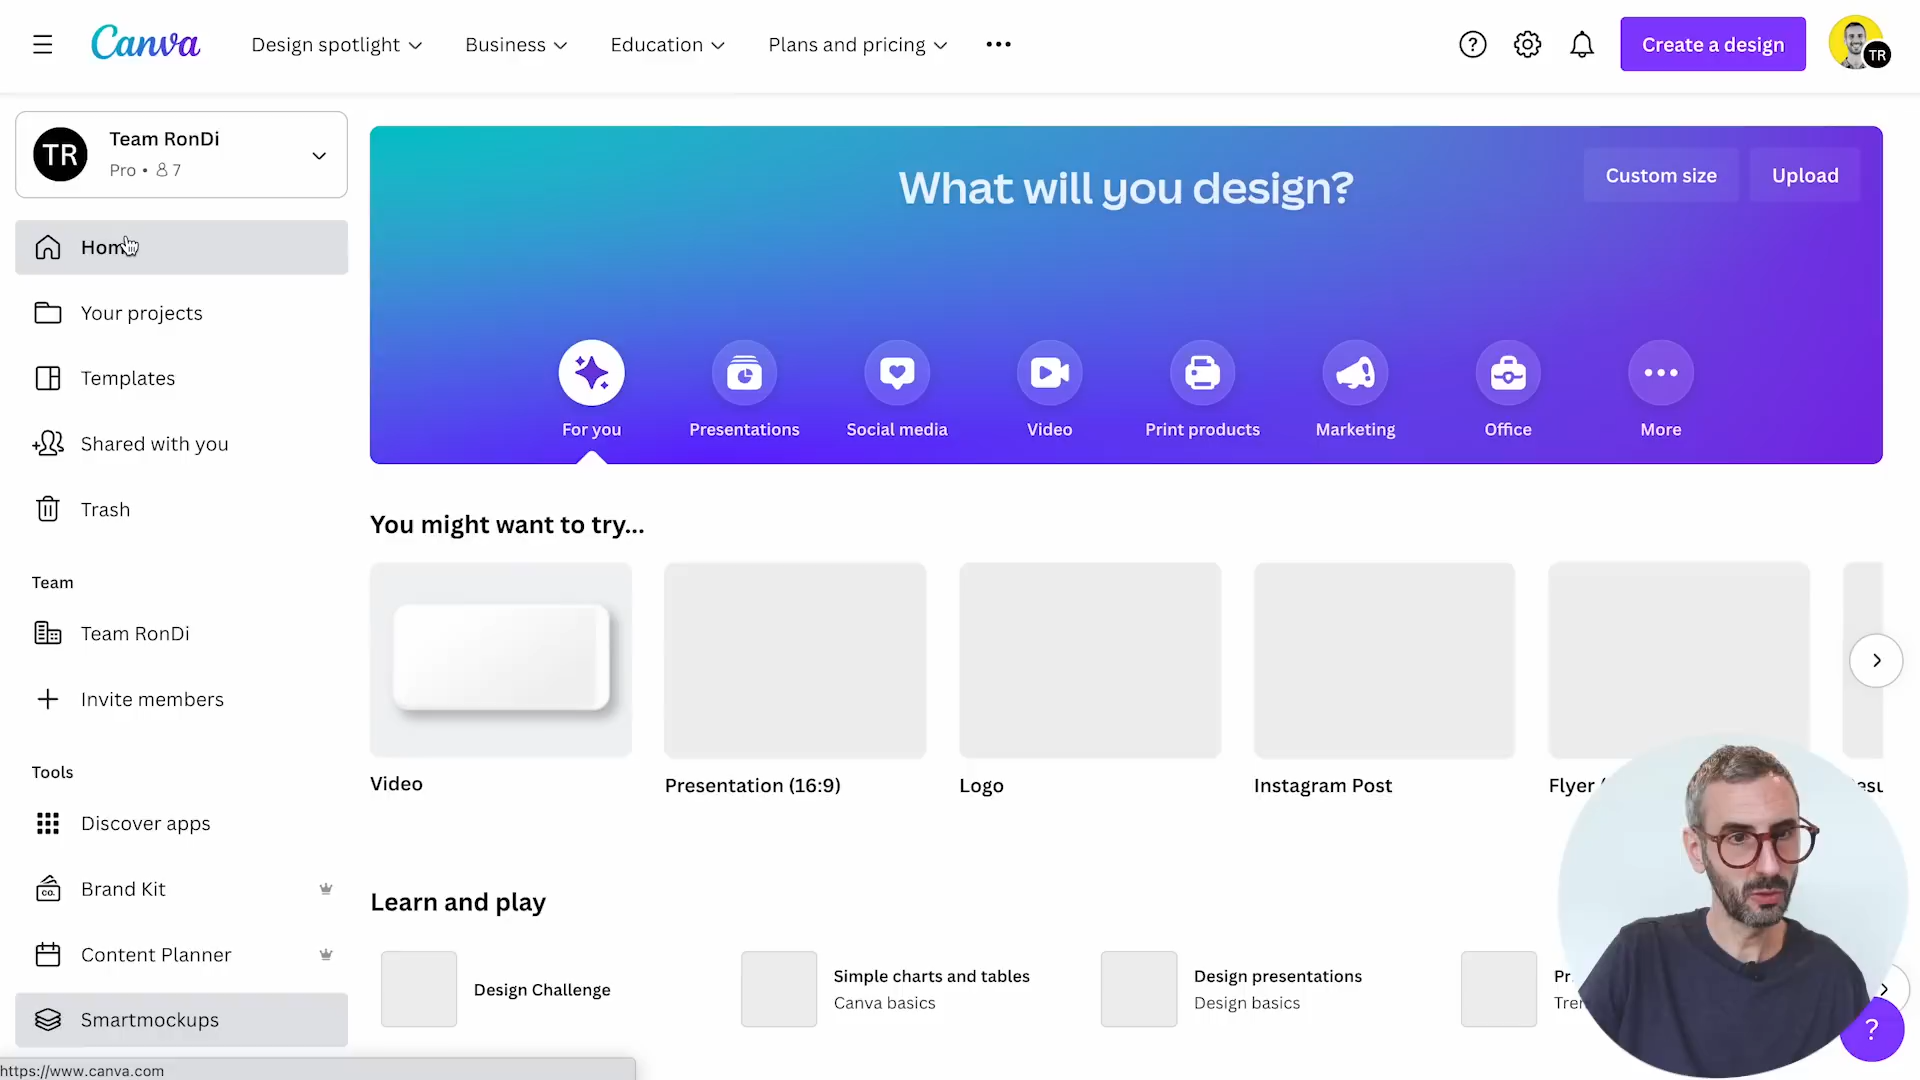 Canva
Design spotlight
Business
Education
Plans and pricing
Create a design
TR
TR
Team RonDi
Pro • 7
Home
Your projects
Templates
Shared with you
Trash
Team
Team RonDi
Invite members
Tools
Discover apps
co.
Brand Kit
Content Planner
Smartmockups
https://www.canva.com
What will you design?
Custom size
Upload
For you
Presentations
Social media
Video
Print products
Marketing
Office
More
You might want to try...
Video
Presentation (16:9)
Logo
Instagram Post
Flyer (
Learn and play
Design Challenge
Simple charts and tables
Canva basics
Design presentations
Design basics
?